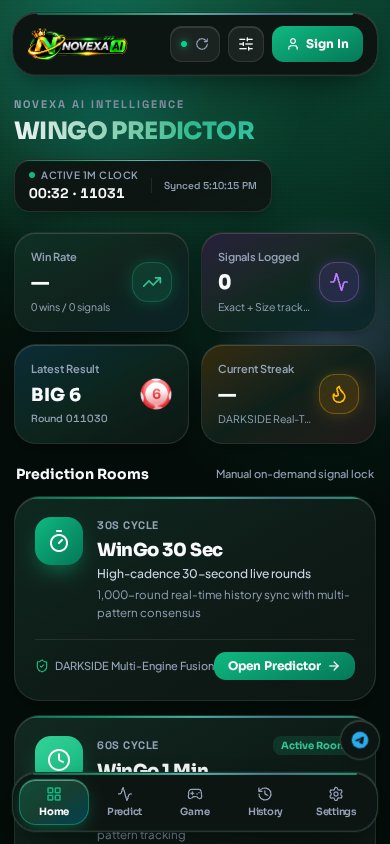 NOVEXA AI
Sign In
NOVEXA AI INTELLIGENCE
WINGO PREDICTOR
ACTIVE 1M CLOCK
00:32 · 11031
Synced 5:10:15 PM
Win Rate
—
0 wins / 0 signals
Signals Logged
0
Exact + Size track...
Latest Result
BIG 6
6
Round 011030
Current Streak
—
DARKSIDE Real-T...
Prediction Rooms
Manual on-demand signal lock
30S CYCLE
WinGo 30 Sec
High-cadence 30-second live rounds
1,000-round real-time history sync with multi-
pattern consensus
DARKSIDE Multi-Engine Fusion
Open Predictor →
60S CYCLE
Active Room
WinGo 1 Min
Home
Predict
Game
History
Settings
pattern tracking